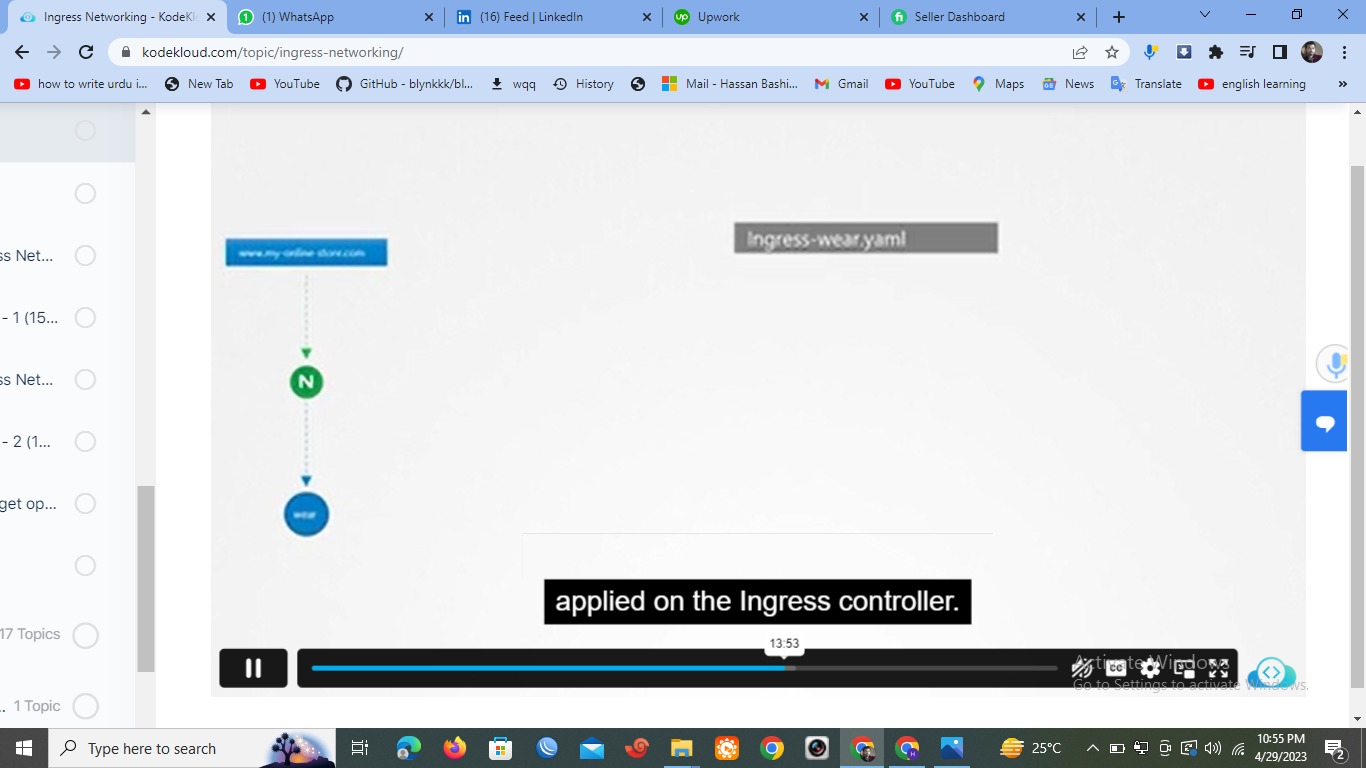 Ingress Networking - KodeKl
(1) WhatsApp
(16) Feed | LinkedIn
Upwork
Seller Dashboard
kodekloud.com/topic/ingress-networking/
how to write urdu i...
New Tab
YouTube
GitHub - blynkkk/bl...
wqq
History
Mail - Hassan Bashi...
Gmail
YouTube
Maps
News
Translate
english learning
»
www.my-online-store.com
Ingress-wear.yaml
ss Net...
- 1 (15...
N
ss Net...
- 2 (1...
get op...
wear
applied on the Ingress controller.
17 Topics
13:53
CC
Activate Windows
Go to Settings to activate Windows.
.. 1 Topic
Type here to search
25°C
10:55 PM
4/29/2023
2